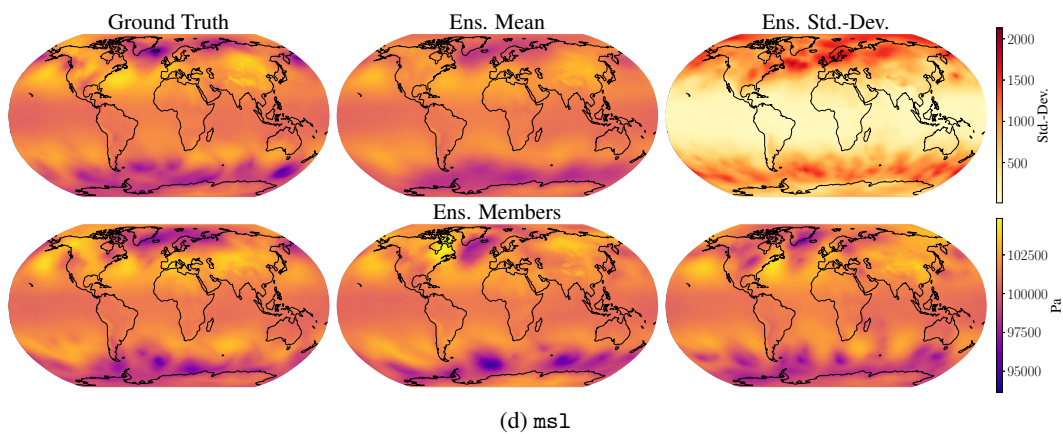 Ground Truth
Ens. Mean
Ens. Std.-Dev.
2000
1500
1000
500
Std.-Dev.
Ens. Members
102500
100000
97500
95000
Pa
(d) msl